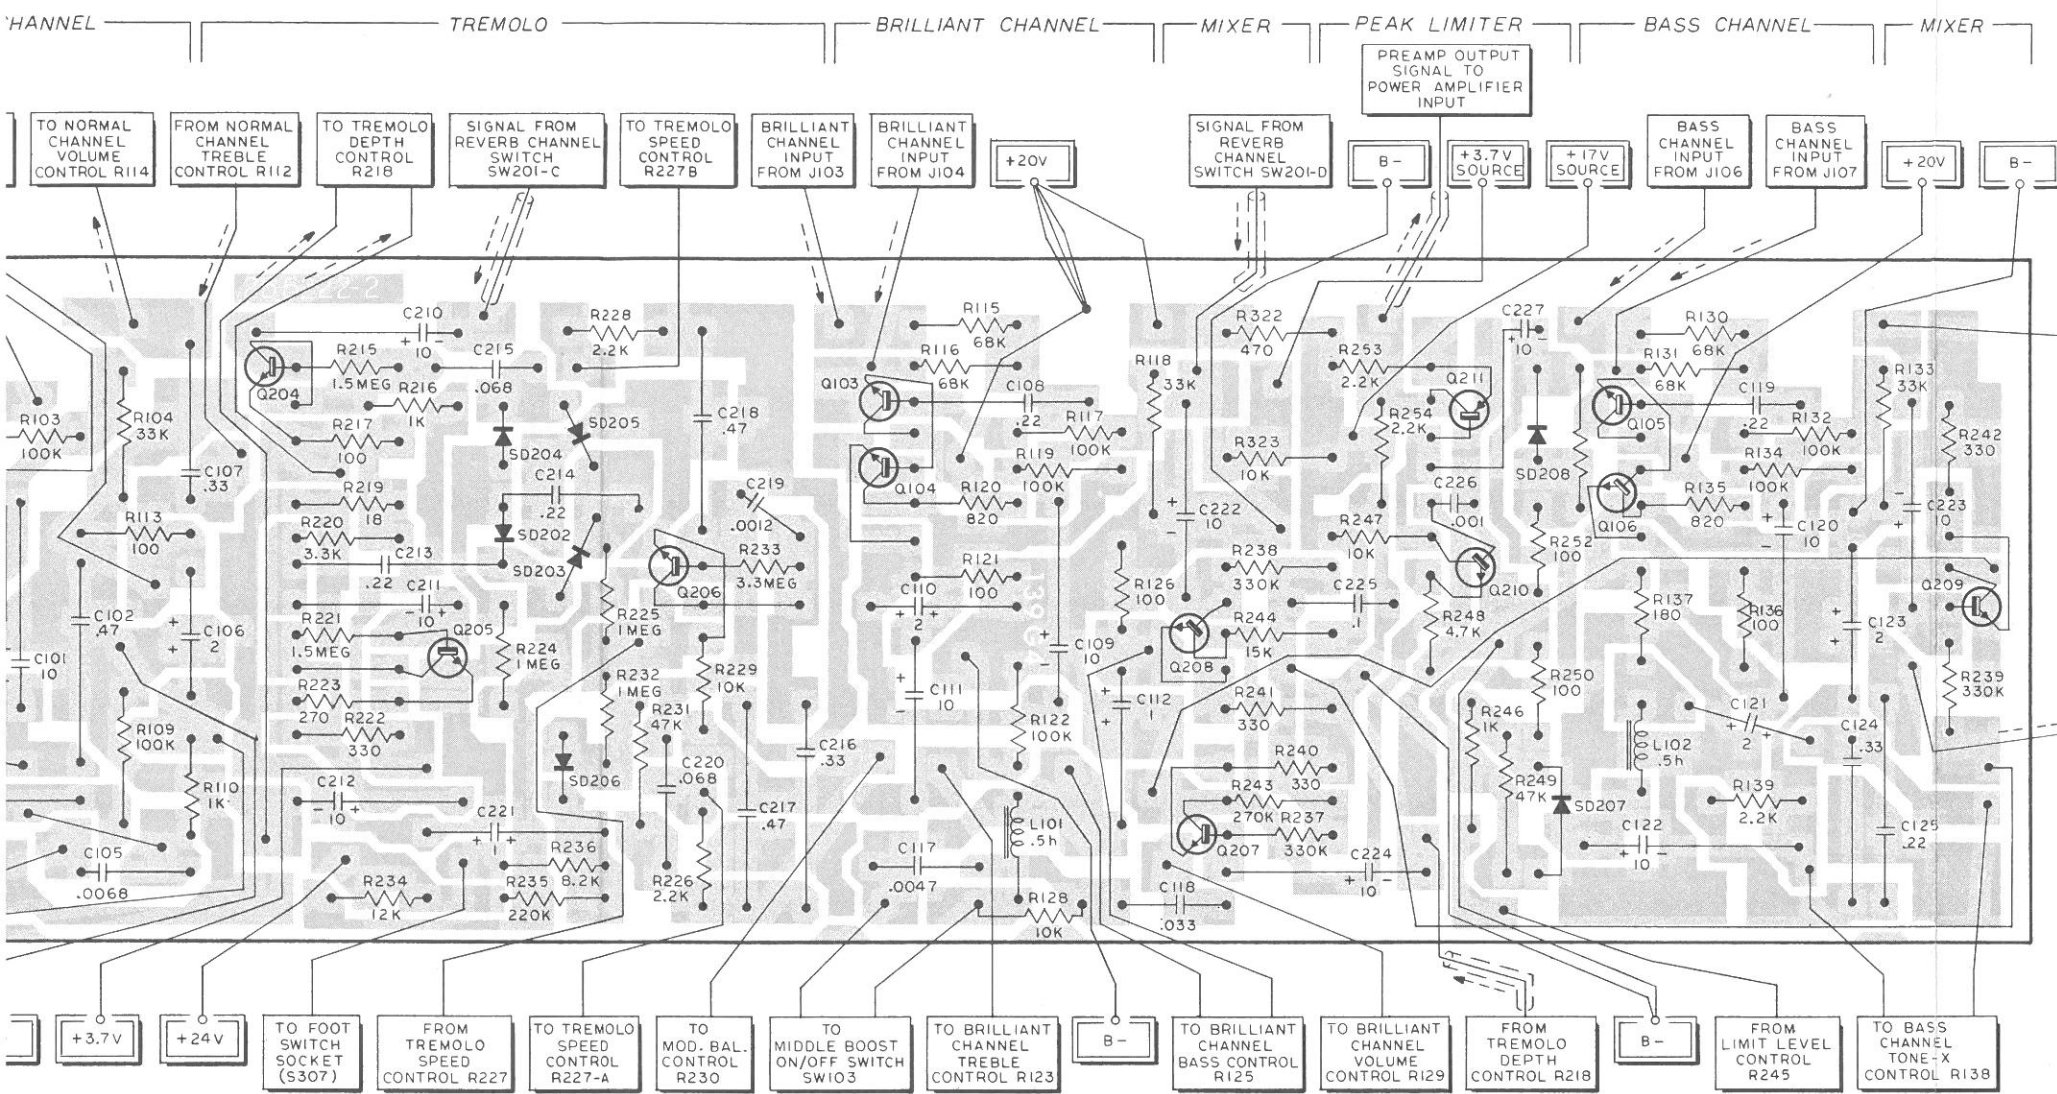 HANNEL
TREMOLO
BRILLIANT CHANNEL
MIXER
PEAK LIMITER
BASS CHANNEL
MIXER
PREAMP OUTPUT
SIGNAL TO
POWER AMPLIFIER
INPUT
TO NORMAL
CHANNEL
VOLUME
CONTROL R114
FROM NORMAL
CHANNEL
TREBLE
CONTROL R112
TO TREMOLO
DEPTH
CONTROL
R218
SIGNAL FROM
REVERB CHANNEL
SWITCH
SW201-C
TO TREMOLO
SPEED
CONTROL
R227B
BRILLIANT
CHANNEL
INPUT
FROM J103
BRILLIANT
CHANNEL
INPUT
FROM J104
+20V
SIGNAL FROM
REVERB
CHANNEL
SWITCH SW201-D
B-
+3.7V
SOURCE
+17V
SOURCE
BASS
CHANNEL
INPUT
FROM J106
BASS
CHANNEL
INPUT
FROM J107
+20V
B-
C210
+ 10 -
R228
2.2K
R115
68K
R322
470
C227
+ 10 -
R130
68K
Q204
R215
1.5MEG
C215
.068
R116
68K
R118
33K
R253
2.2K
Q211
R131
68K
R133
33K
R216
1K
Q103
C108
.22
C119
.22
R103
100K
R104
33K
R217
100
SD204
SD205
C218
.47
R117
100K
R323
10K
R254
2.2K
SD208
Q105
R132
100K
R242
330
C107
.33
C214
.22
C219
.0012
Q104
R119
100K
R120
820
C226
.001
R134
100K
R135
820
R219
18
C222
10
Q106
C120
10
C223
10
R113
100
R220
3.3K
SD202
SD203
R233
3.3MEG
R247
10K
R252
100
C213
.22
Q206
R121
100
R126
100
R238
330K
Q210
Q209
C211
- 10 +
C110
+ 2 +
C225
.1
R137
180
R136
100
C102
.47
C106
2
R221
1.5MEG
Q205
R224
1MEG
R225
1MEG
R244
15K
R248
4.7K
C123
2
C101
10
R229
10K
C109
10
Q208
R232
1MEG
R239
330K
R223
270
C111
10
C112
1
R241
330
R250
100
R231
47K
R109
100K
R222
330
R122
100K
R246
1K
C121
+ 2 +
C124
.33
C216
.33
R240
330
L102
.5h
R110
1K
C220
.068
SD206
R249
47K
C212
- 10 +
C217
.47
R243
270K
SD207
R139
2.2K
C221
+ 1 +
L101
.5h
R237
330K
Q207
C122
+ 10 -
C125
.22
C105
.0068
R236
8.2K
C117
.0047
C224
+ 10 -
R234
12K
R235
220K
R226
2.2K
R128
10K
C118
.033
+3.7V
+24V
TO FOOT
SWITCH
SOCKET
(S307)
FROM
TREMOLO
SPEED
CONTROL R227
TO TREMOLO
SPEED
CONTROL
R227-A
TO
MOD. BAL.
CONTROL
R230
TO
MIDDLE BOOST
ON/OFF SWITCH
SW103
TO BRILLIANT
CHANNEL
TREBLE
CONTROL R123
B-
TO BRILLIANT
CHANNEL
BASS CONTROL
R125
TO BRILLIANT
CHANNEL
VOLUME
CONTROL R129
FROM
TREMOLO
DEPTH
CONTROL R218
B-
FROM
LIMIT LEVEL
CONTROL
R245
TO BASS
CHANNEL
TONE-X
CONTROL R138